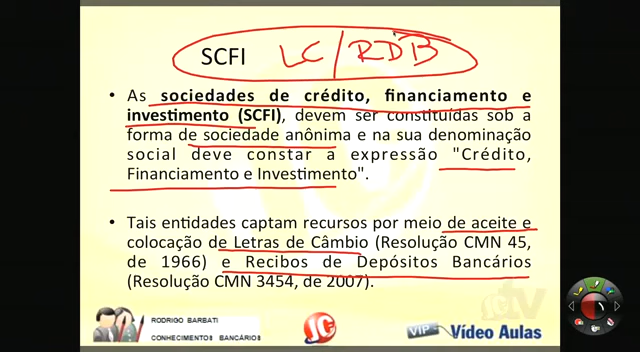 SCFI LC/RDB
• As sociedades de crédito, financiamento e
investimento (SCFI), devem ser constituídas sob a
forma de sociedade anônima e na sua denominação
social deve constar a expressão "Crédito,
Financiamento e Investimento".
• Tais entidades captam recursos por meio de aceite e
colocação de Letras de Câmbio (Resolução CMN 45,
de 1966) e Recibos de Depósitos Bancários
(Resolução CMN 3454, de 2007).
RODRIGO BARBATI
CONHECIMENTOS BANCÁRIOS
VIP Vídeo Aulas